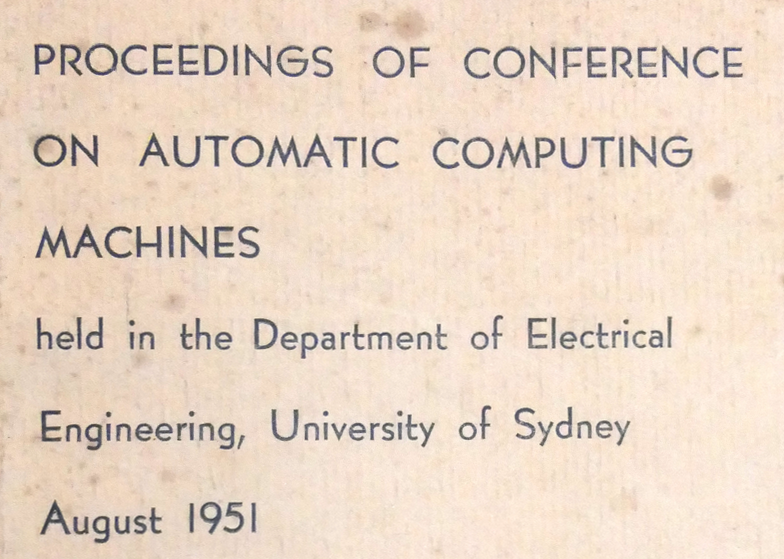 PROCEEDINGS OF CONFERENCE
ON AUTOMATIC COMPUTING
MACHINES
held in the Department of Electrical
Engineering, University of Sydney
August 1951